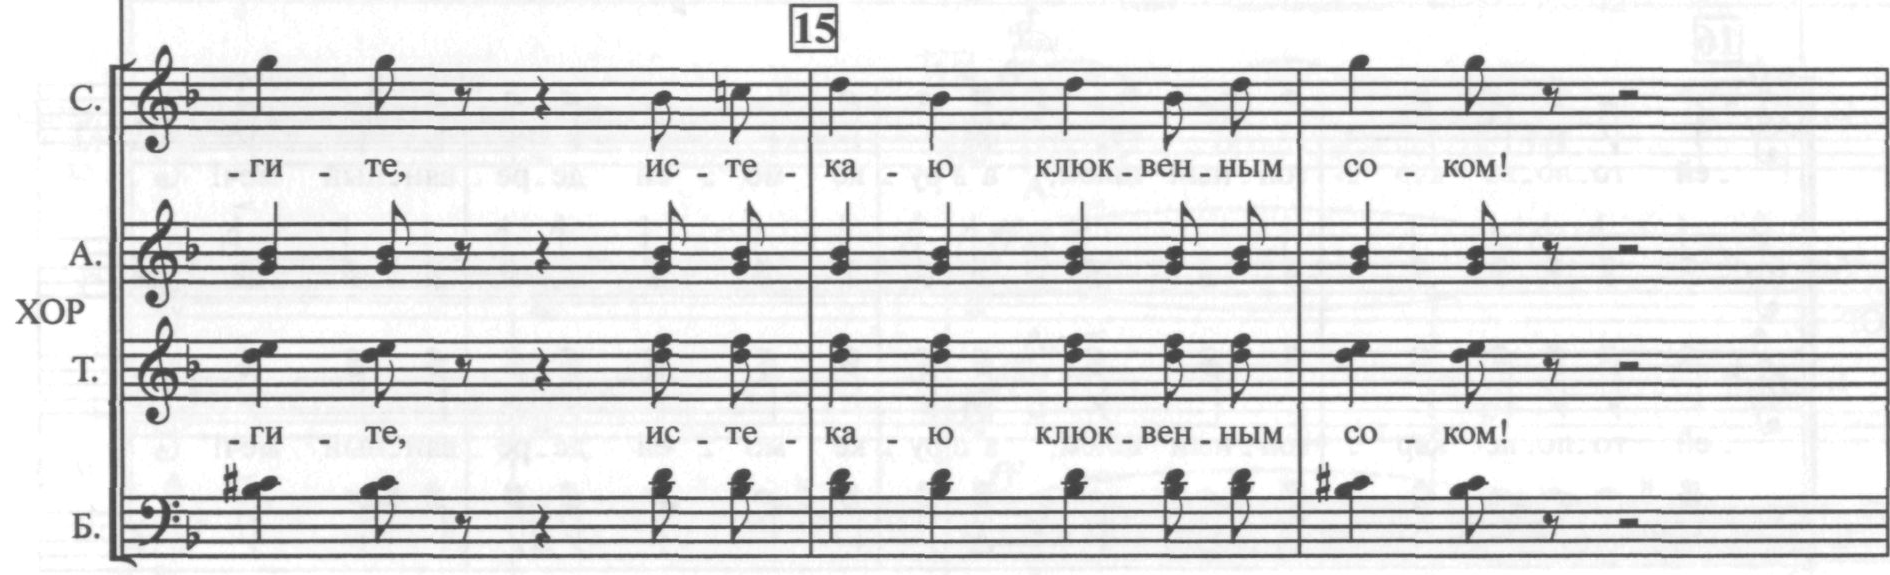 15
С.
-ги - те, ис - те - ка - ю клюк - вен - ным со - ком!
А.
ХОР
Т.
-ги - те, ис - те - ка - ю клюк - вен - ным со - ком!
Б.